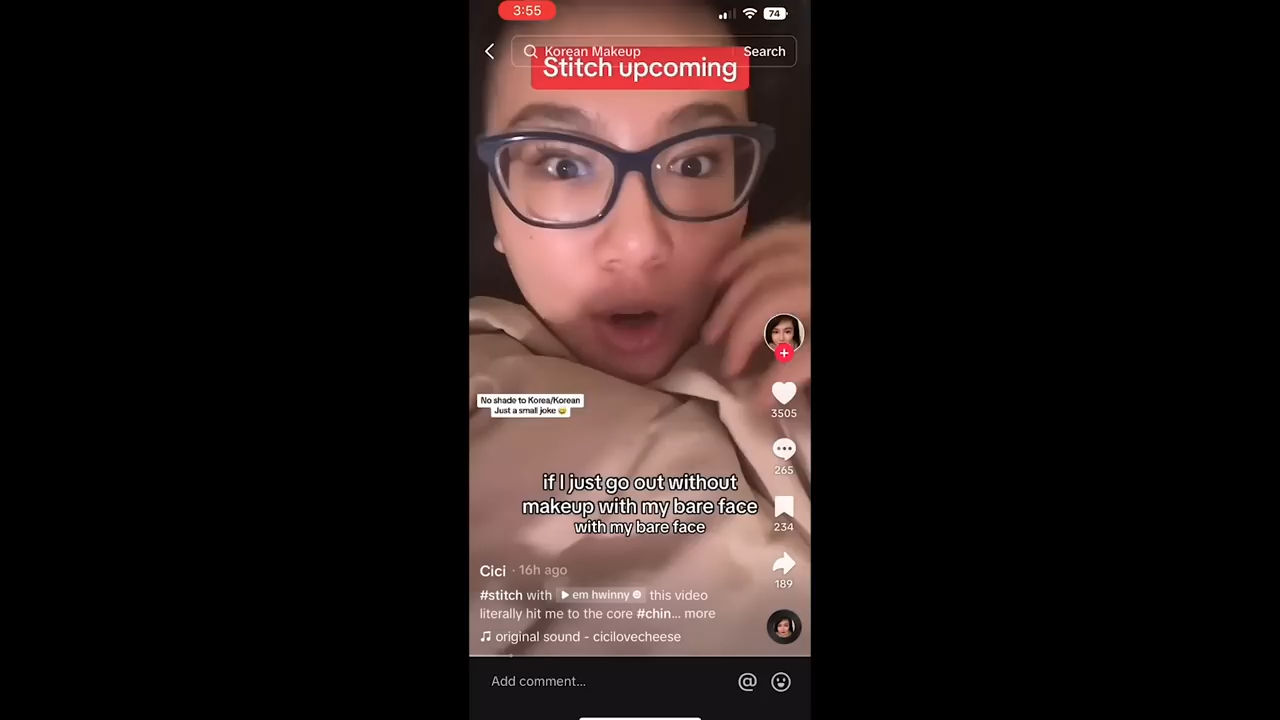 3:55
74
Korean Makeup
Search
Stitch upcoming
No shade to Korea/Korean
Just a small joke 😂
3505
265
234
189
if I just go out without
makeup with my bare face
with my bare face
Cici · 16h ago
#stitch with em hwinny this video
literally hit me to the core #chin... more
original sound - cicilovecheese
Add comment...
@